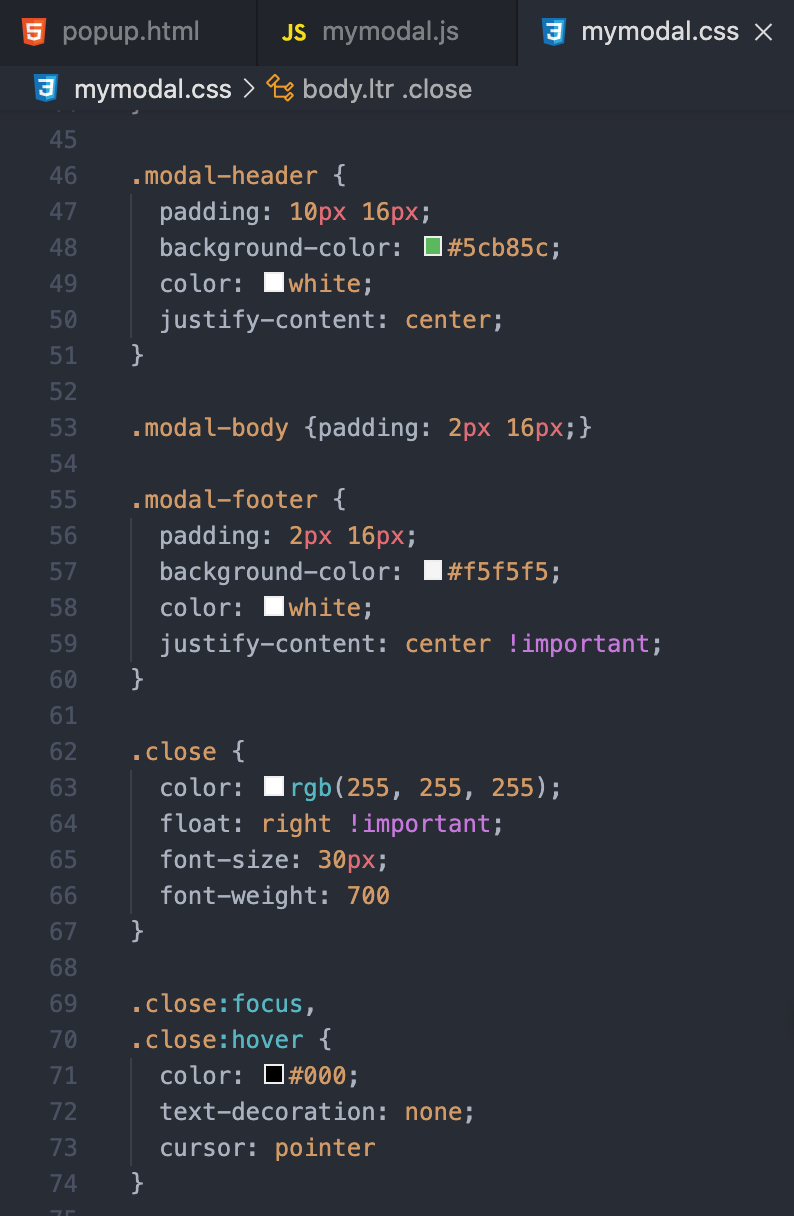 popup.html
JS mymodal.js
mymodal.css
mymodal.css > body.ltr .close
45
46 .modal-header {
47 padding: 10px 16px;
48 background-color: #5cb85c;
49 color: white;
50 justify-content: center;
51 }
52
53 .modal-body {padding: 2px 16px;}
54
55 .modal-footer {
56 padding: 2px 16px;
57 background-color: #f5f5f5;
58 color: white;
59 justify-content: center !important;
60 }
61
62 .close {
63 color: rgb(255, 255, 255);
64 float: right !important;
65 font-size: 30px;
66 font-weight: 700
67 }
68
69 .close:focus,
70 .close:hover {
71 color: #000;
72 text-decoration: none;
73 cursor: pointer
74 }
75